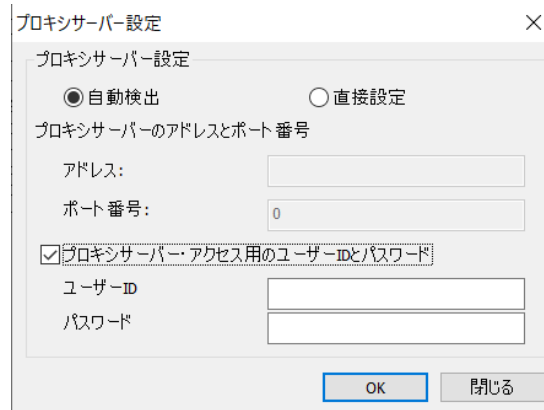 プロキシサーバー設定
プロキシサーバー設定
自動検出 直接設定
プロキシサーバーのアドレスとポート番号
アドレス:
ポート番号: 0
プロキシサーバー・アクセス用のユーザーIDとパスワード
ユーザーID
パスワード
OK 閉じる